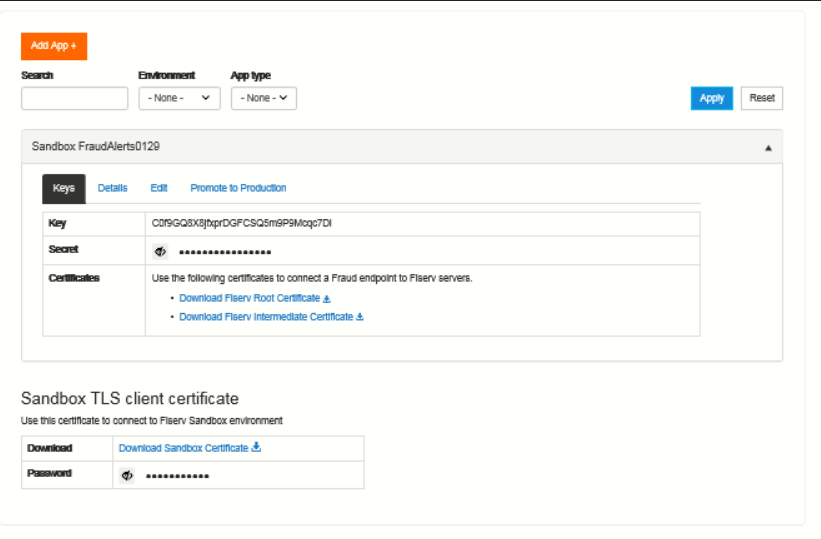 Add App +
Search Environment App type
- None - - None - Apply Reset
Sandbox FraudAlerts0129
Keys Details Edit Promote to Production
Key
Secret ••••••••••••••••
Certificates Use the following certificates to connect a Fraud endpoint to Fiserv servers.
• Download Fiserv Root Certificate
• Download Fiserv Intermediate Certificate
Sandbox TLS client certificate
Use this certificate to connect to Fiserv Sandbox environment
Download Download Sandbox Certificate
Password •••••••••••